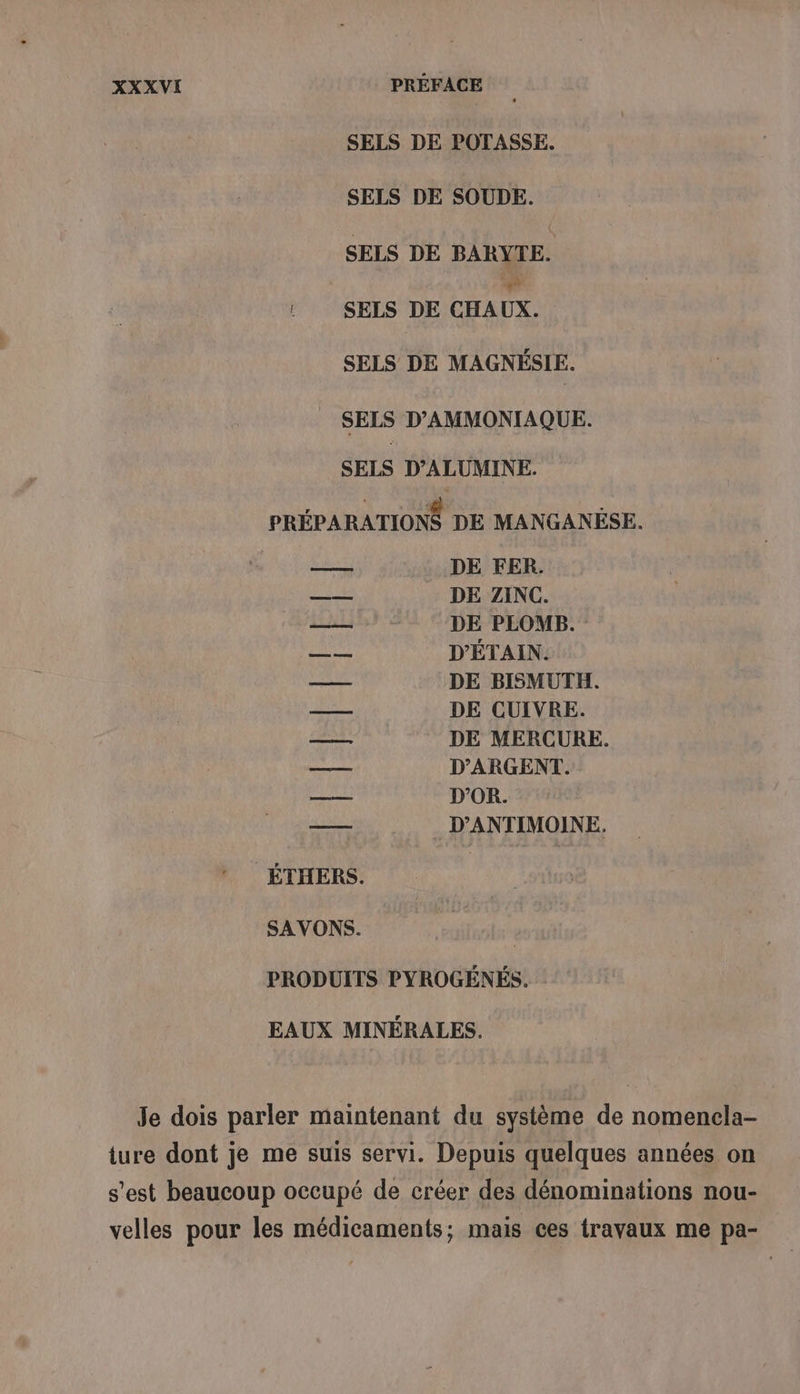 XXXVI PRÉFACE
SELS DE POTASSE.
SELS DE SOUDE.
SELS DE BARYTE.
SELS DE CHAUX.
SELS DE MAGNÉSIE.
SELS D'AMMONIAQUE.
SELS D'ALUMINE.
PRÉPARATIONS DE MANGANÈSE.
— DE FER.
— DE ZINC.
— DE PLOMB.
— D'ÉTAIN.
— DE BISMUTH.
— DE CUIVRE.
— DE MERCURE.
— D'ARGENT.
— D'OR.
— D'ANTIMOINE.
ÉTHERS.
SAVONS.
PRODUITS PYROGÉNÉS.
EAUX MINÉRALES.
Je dois parler maintenant du système de nomencla-
ture dont je me suis servi. Depuis quelques années on
s'est beaucoup occupé de créer des dénominations nou-
velles pour les médicaments; mais ces travaux me pa-